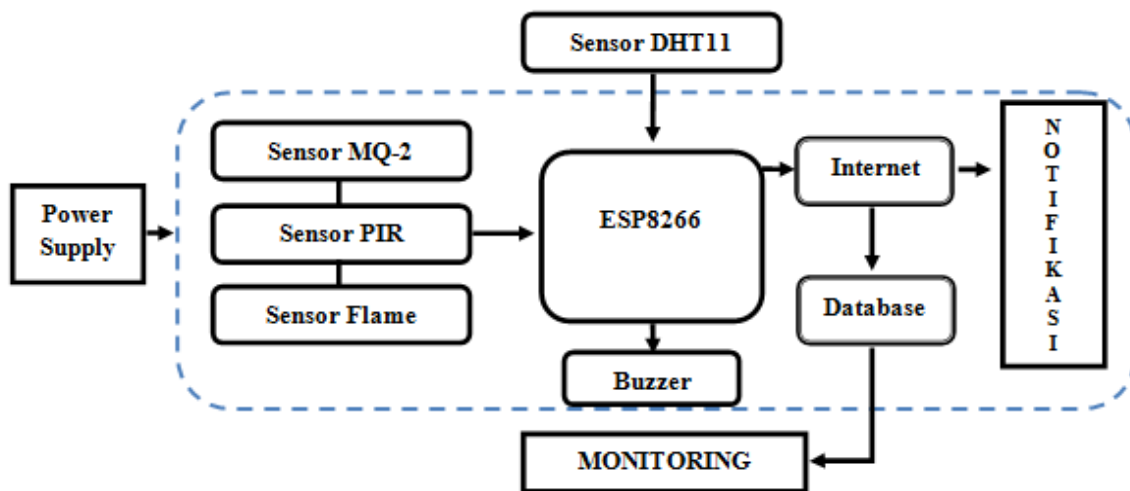 Sensor DHT11
Sensor MQ-2
Power
Supply
Sensor PIR
Sensor Flame
ESP8266
Buzzer
Internet
Database
N
O
T
I
F
I
K
A
S
I
MONITORING